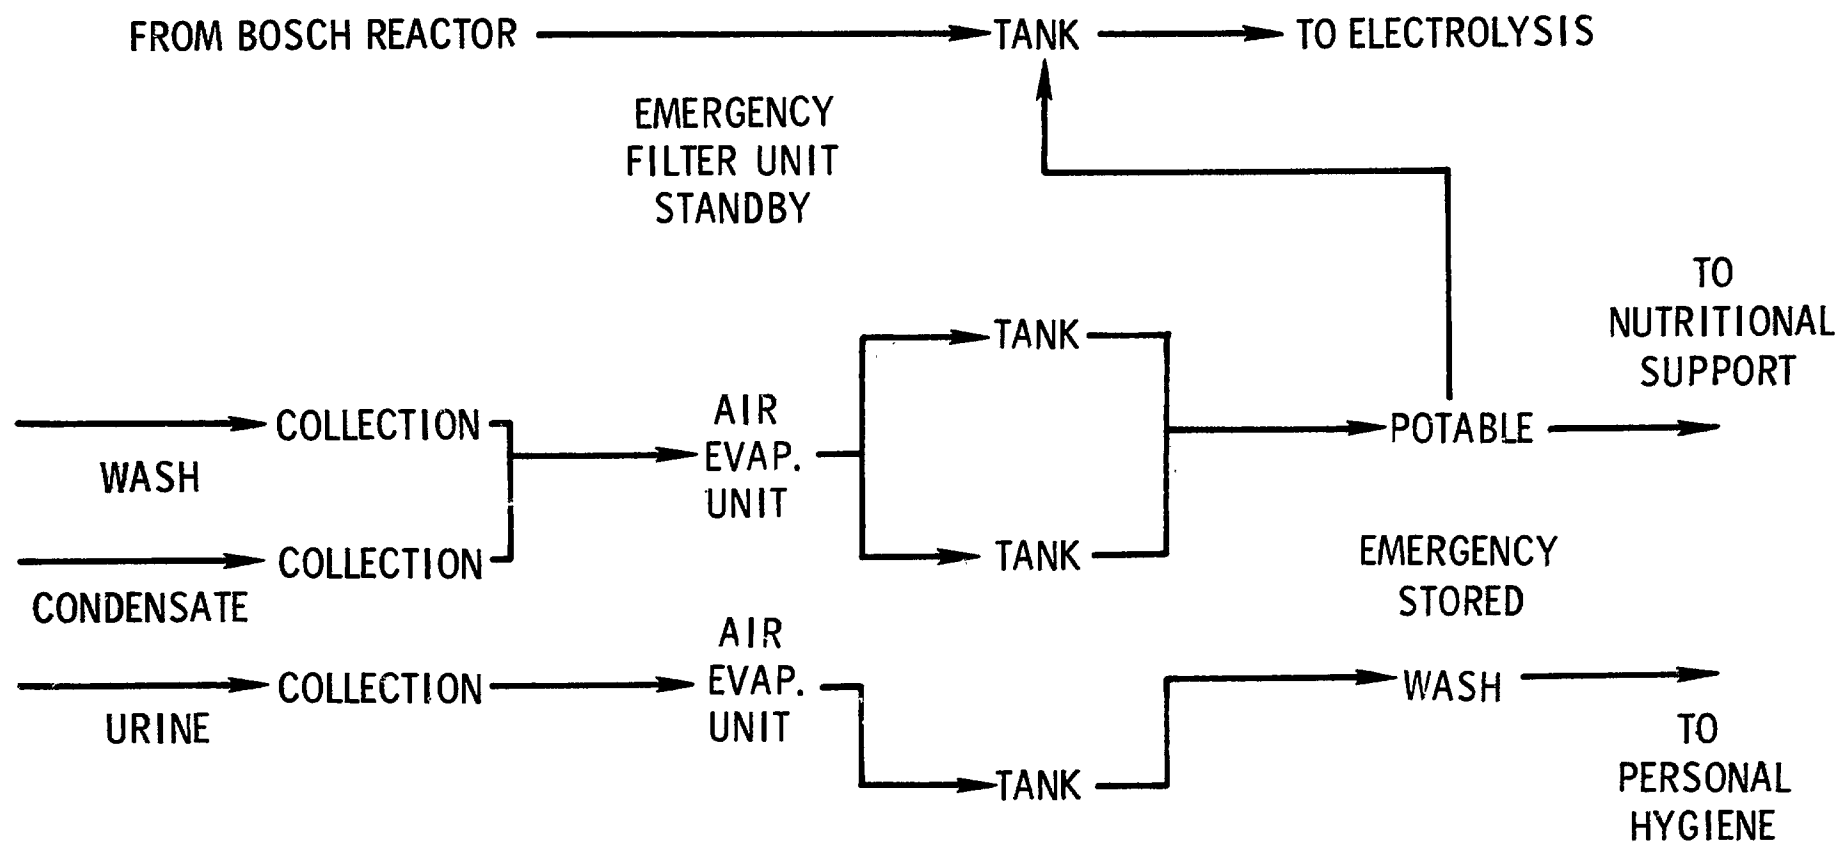 FROM BOSCH REACTOR
TANK
TO ELECTROLYSIS
EMERGENCY
FILTER UNIT
STANDBY
TO
NUTRITIONAL
SUPPORT
TANK
COLLECTION
WASH
AIR
EVAP.
UNIT
POTABLE
TANK
COLLECTION
CONDENSATE
EMERGENCY
STORED
AIR
EVAP.
UNIT
COLLECTION
URINE
WASH
TANK
TO
PERSONAL
HYGIENE